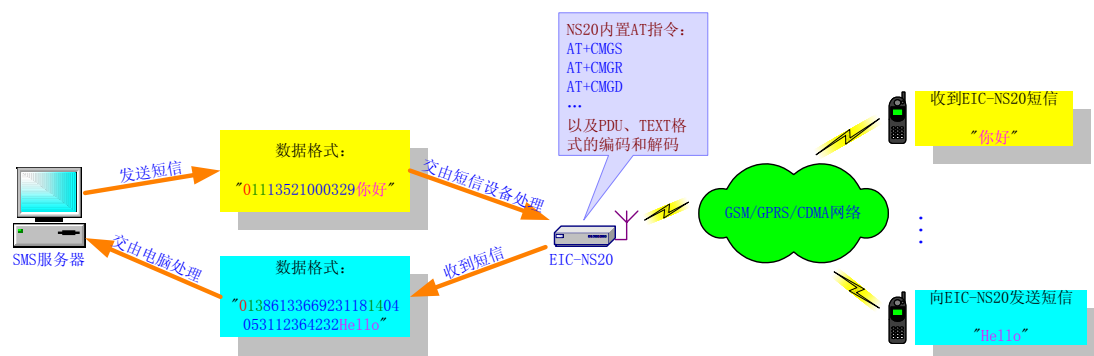 NS20内置AT指令：
AT+CMGS
AT+CMGR
AT+CMGD
…
以及PDU、TEXT格
式的编码和解码
收到EIC-NS20短信
"你好"
数据格式：
"01113521000329你好"
发送短信
交由短信设备处理
GSM/GPRS/CDMA网络
SMS服务器
交由电脑处理
收到短信
EIC-NS20
数据格式：
"01386133669231181404
053112364232Hello"
向EIC-NS20发送短信
"Hello"